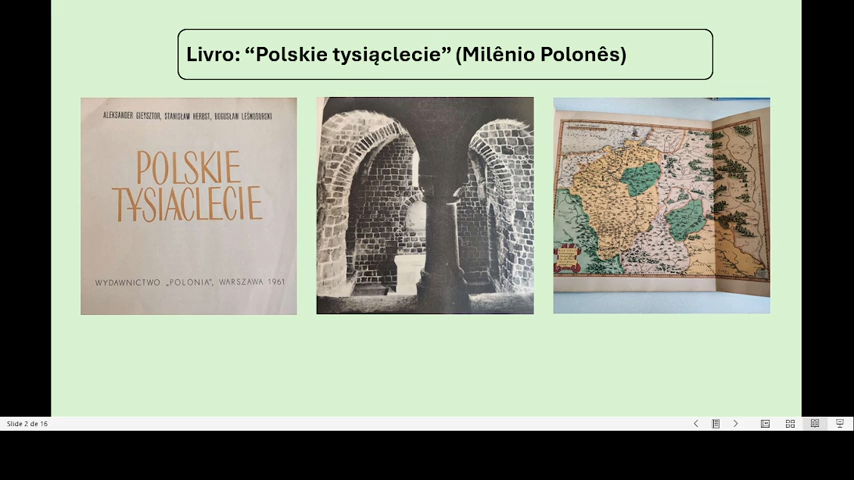 Livro: “Polskie tysiąclecie” (Milênio Polonês)
ALEKSANDER GIEYSZTOR, STANISŁAW HERBST, BOGUSŁAW LEŚNODORSKI
POLSKIE
TYSIĄCLECIE
WYDAWNICTWO „POLONIA”, WARSZAWA 1961
Slide 2 de 16